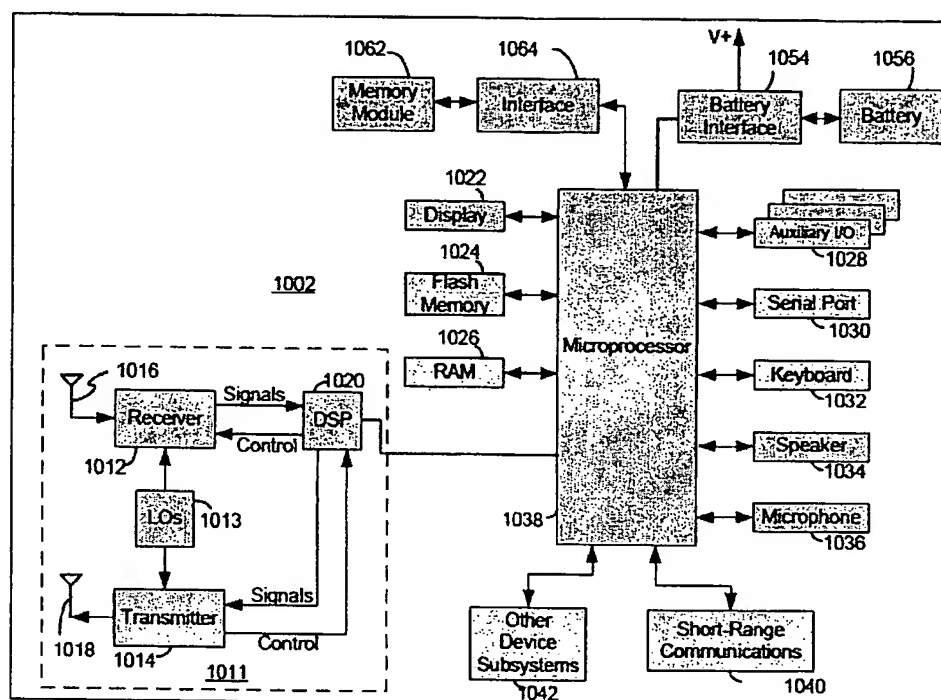 1062
Memory
Module
1064
Interface
V+
1054
Battery
Interface
1056
Battery
1022
Display
1024
Flash
Memory
1026
RAM
1002
Microprocessor
1038
Auxiliary I/O
1028
Serial Port
1030
Keyboard
1032
Speaker
1034
Microphone
1036
1016
Receiver
1012
Signals
Control
1020
DSP
LOs
1013
Signals
Control
Transmitter
1014
1018
1011
Other
Device
Subsystems
1042
Short-Range
Communications
1040